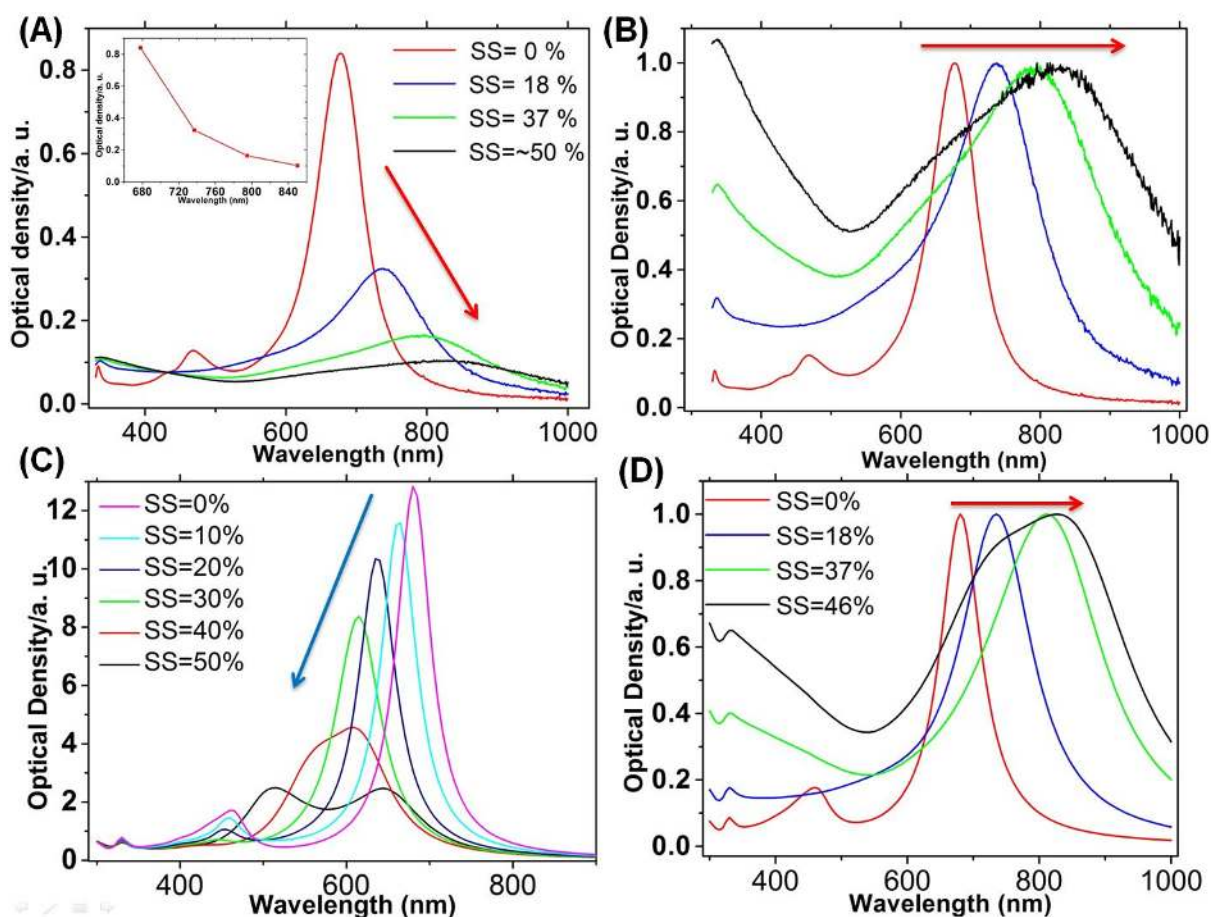 (A)
SS= 0 %
SS= 18 %
SS= 37 %
SS=~50 %
Optical density/a. u.
0.8
0.6
0.4
0.2
0.0
400 600 800 1000
Wavelength (nm)
Optical density/a. u.
0.8
0.6
0.4
0.2
0.0
680 720 760 800 840
Wavelength (nm)
(B)
Optical Density/a. u.
1.0
0.8
0.6
0.4
0.2
0.0
400 600 800 1000
Wavelength (nm)
(C)
SS=0%
SS=10%
SS=20%
SS=30%
SS=40%
SS=50%
Optical Density/a. u.
12
10
8
6
4
2
0
400 600 800
Wavelength (nm)
(D)
SS=0%
SS=18%
SS=37%
SS=46%
Optical Density/a. u.
1.0
0.8
0.6
0.4
0.2
0.0
400 600 800 1000
Wavelength (nm)